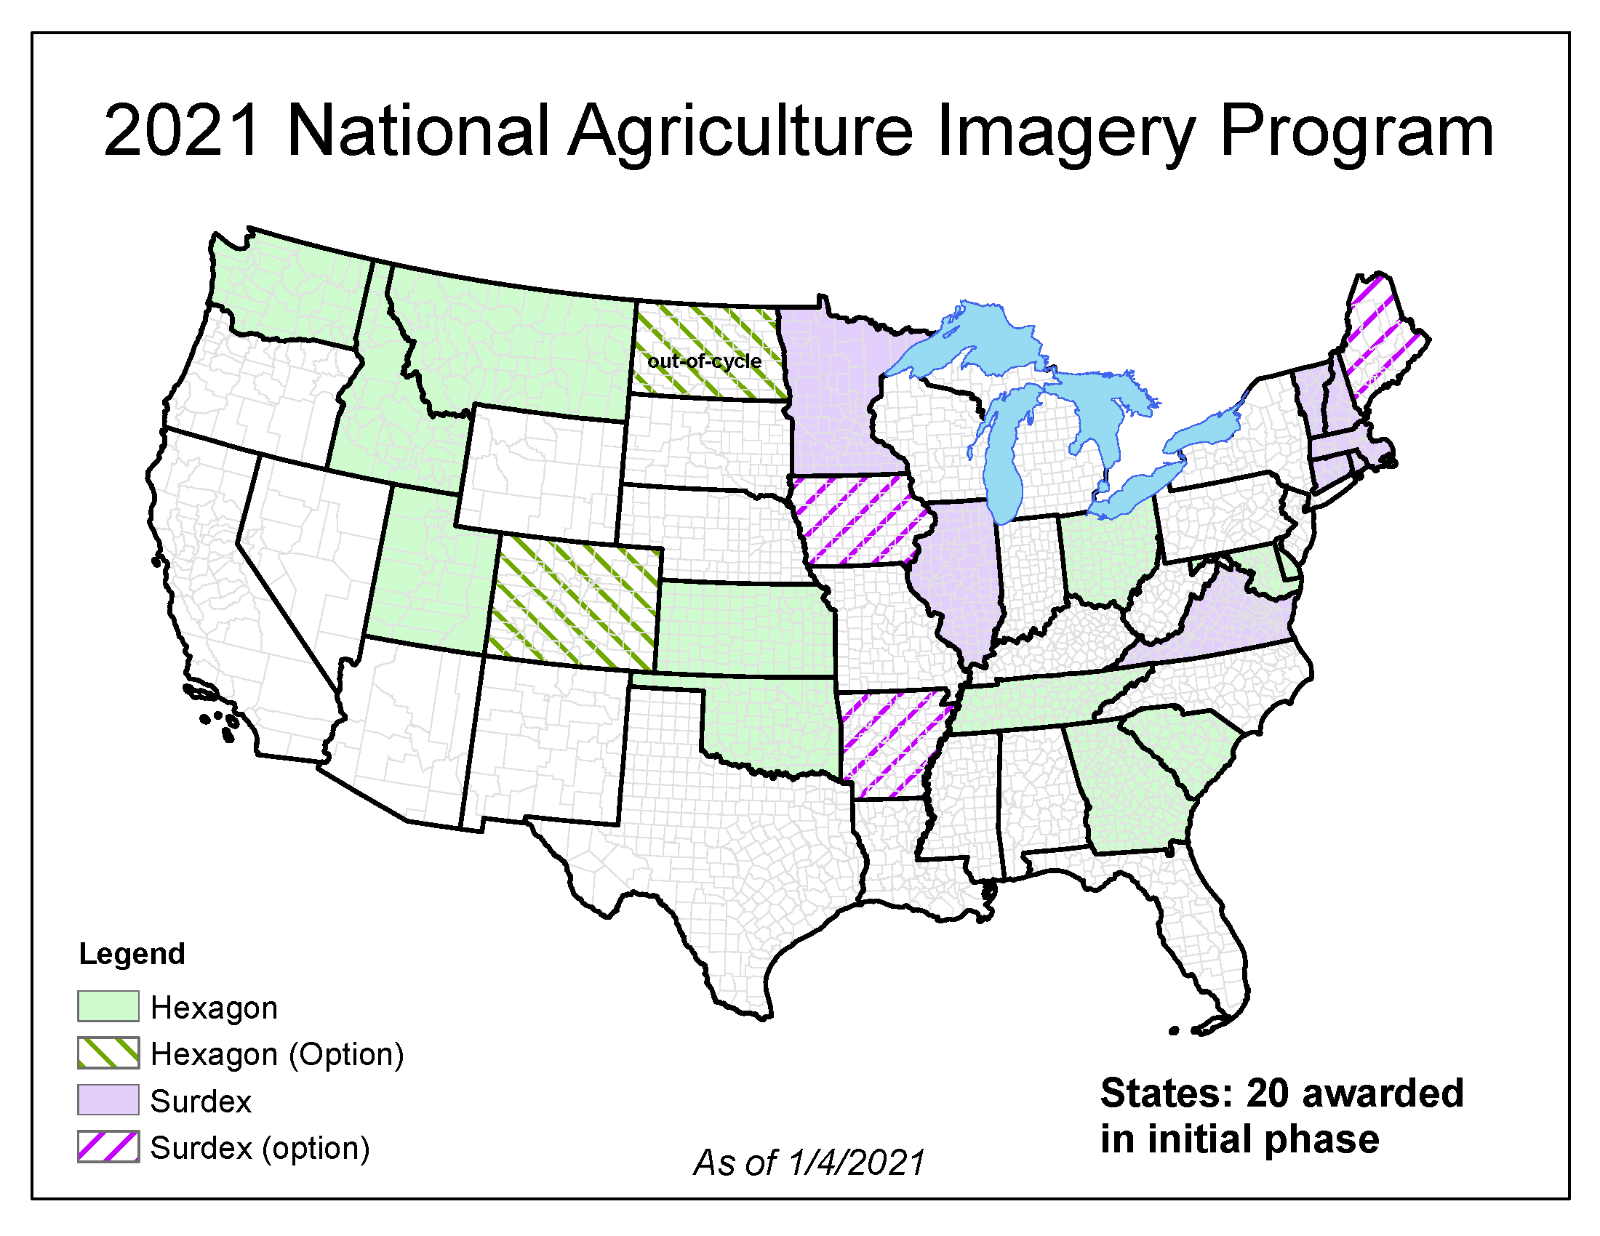 2021 National Agriculture Imagery Program
out-of-cycle
Legend
Hexagon
Hexagon (Option)
Surdex
Surdex (option)
As of 1/4/2021
States: 20 awarded
in initial phase